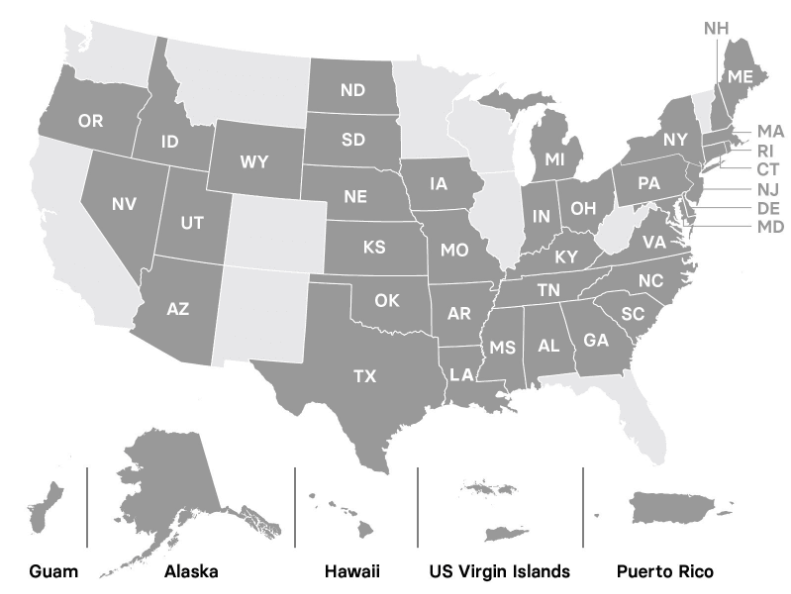 NH
ME
ND
OR
MA
SD
NY
ID
RI
MI
WY
CT
PA
IA
NJ
NE
NV
OH
DE
IN
UT
MD
VA
KS
MO
KY
NC
TN
OK
AZ
AR
SC
GA
MS
AL
LA
TX
Guam
Alaska
Hawaii
US Virgin Islands
Puerto Rico